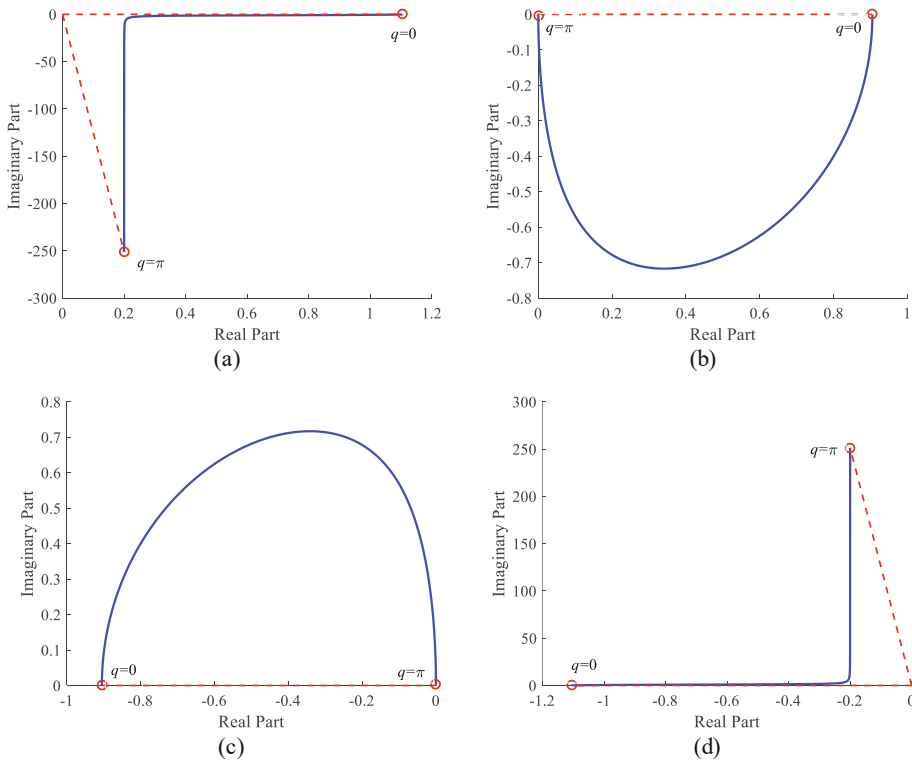 0
-50
-100
-150
-200
-250
-300
0
0.2
0.4
0.6
0.8
1
1.2
Imaginary Part
Real Part
q=0
q=π
(a)
0
-0.1
-0.2
-0.3
-0.4
-0.5
-0.6
-0.7
-0.8
0
0.2
0.4
0.6
0.8
1
Imaginary Part
Real Part
q=π
q=0
(b)
0.8
0.7
0.6
0.5
0.4
0.3
0.2
0.1
0
-1
-0.8
-0.6
-0.4
-0.2
0
Imaginary Part
Real Part
q=0
q=π
(c)
300
250
200
150
100
50
0
-1.2
-1
-0.8
-0.6
-0.4
-0.2
0
Imaginary Part
Real Part
q=π
q=0
(d)